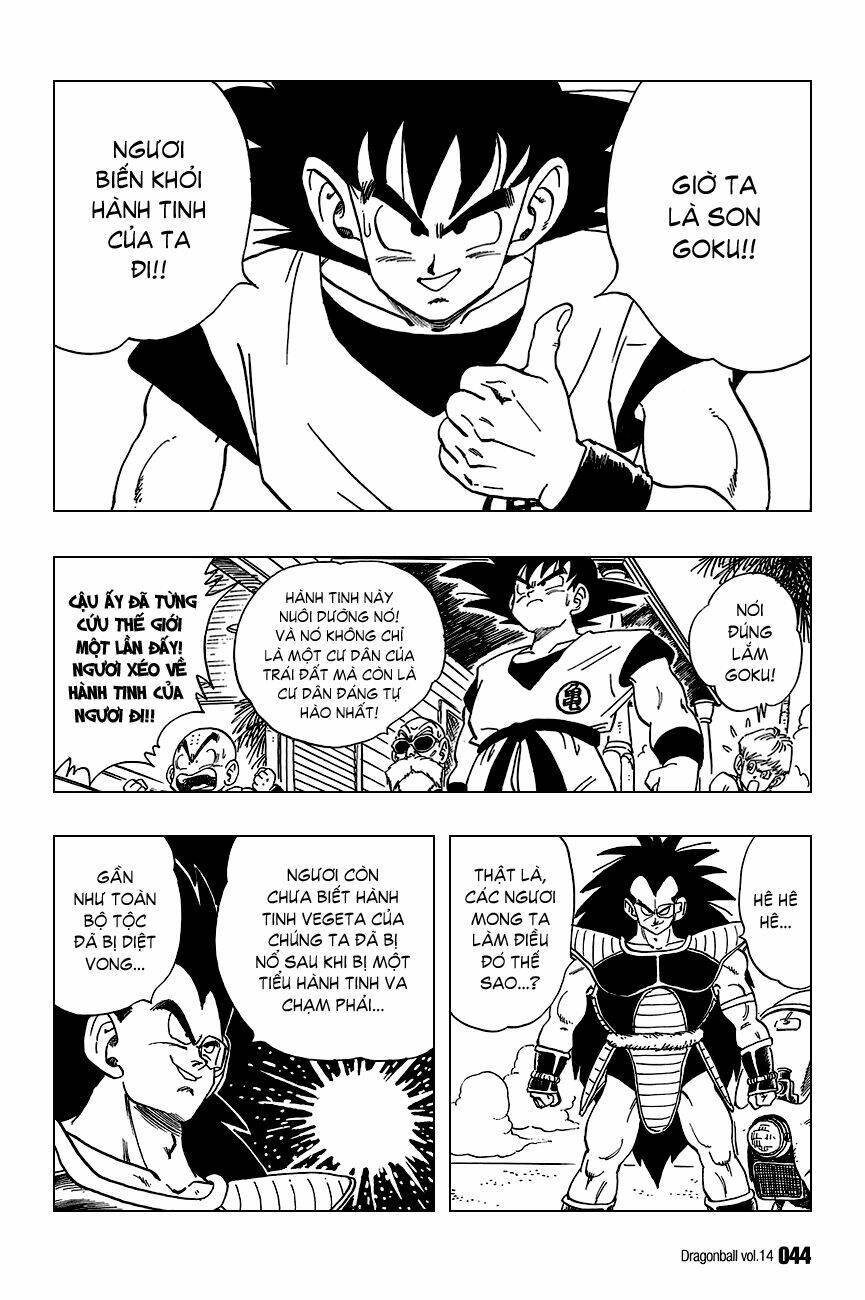 GIỜ TA
LÀ SON
GOKU!!
NGƯƠI
BIẾN KHỎI
HÀNH TINH
CỦA TA
ĐI!!
NÓI
ĐÚNG
LẮM
GOKU!
HÀNH TINH NÀY
NUÔI DƯỠNG NÓ!
VÀ NÓ KHÔNG CHỈ
LÀ MỘT CƯ DÂN CỦA
TRÁI ĐẤT MÀ CÒN LÀ
CƯ DÂN ĐÁNG TỰ
HÀO NHẤT!
CẬU ẤY ĐÃ TỪNG
CỨU THẾ GIỚI
MỘT LẦN ĐẤY!
NGƯƠI XÉO VỀ
HÀNH TINH CỦA
NGƯƠI ĐI!!
龜
HÊ HÊ
HÊ...
THẬT LÀ,
CÁC NGƯƠI
MONG TA
LÀM ĐIỀU
ĐÓ THẾ
SAO...?
NGƯƠI CÒN
CHƯA BIẾT HÀNH
TINH VEGETA CỦA
CHÚNG TA ĐÃ BỊ
NỔ SAU KHI BỊ MỘT
TIỂU HÀNH TINH VA
CHẠM PHẢI...
GẦN
NHƯ TOÀN
BỘ TỘC
ĐÃ BỊ DIỆT
VONG...
Dragonball vol.14 044